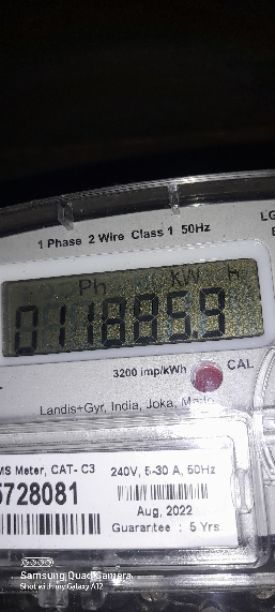 LG
1 Phase 2 Wire Class 1 50Hz
Ph KW h
3200 imp/kWh CAL
Landis+Gyr, India, Joka,
MS Meter, CAT- C3 240V, 5-30 A, 50Hz
5728081
Aug, 2022
Guarantee : 5 Yrs
Samsung Quad Camera
Shot with my Galaxy A12